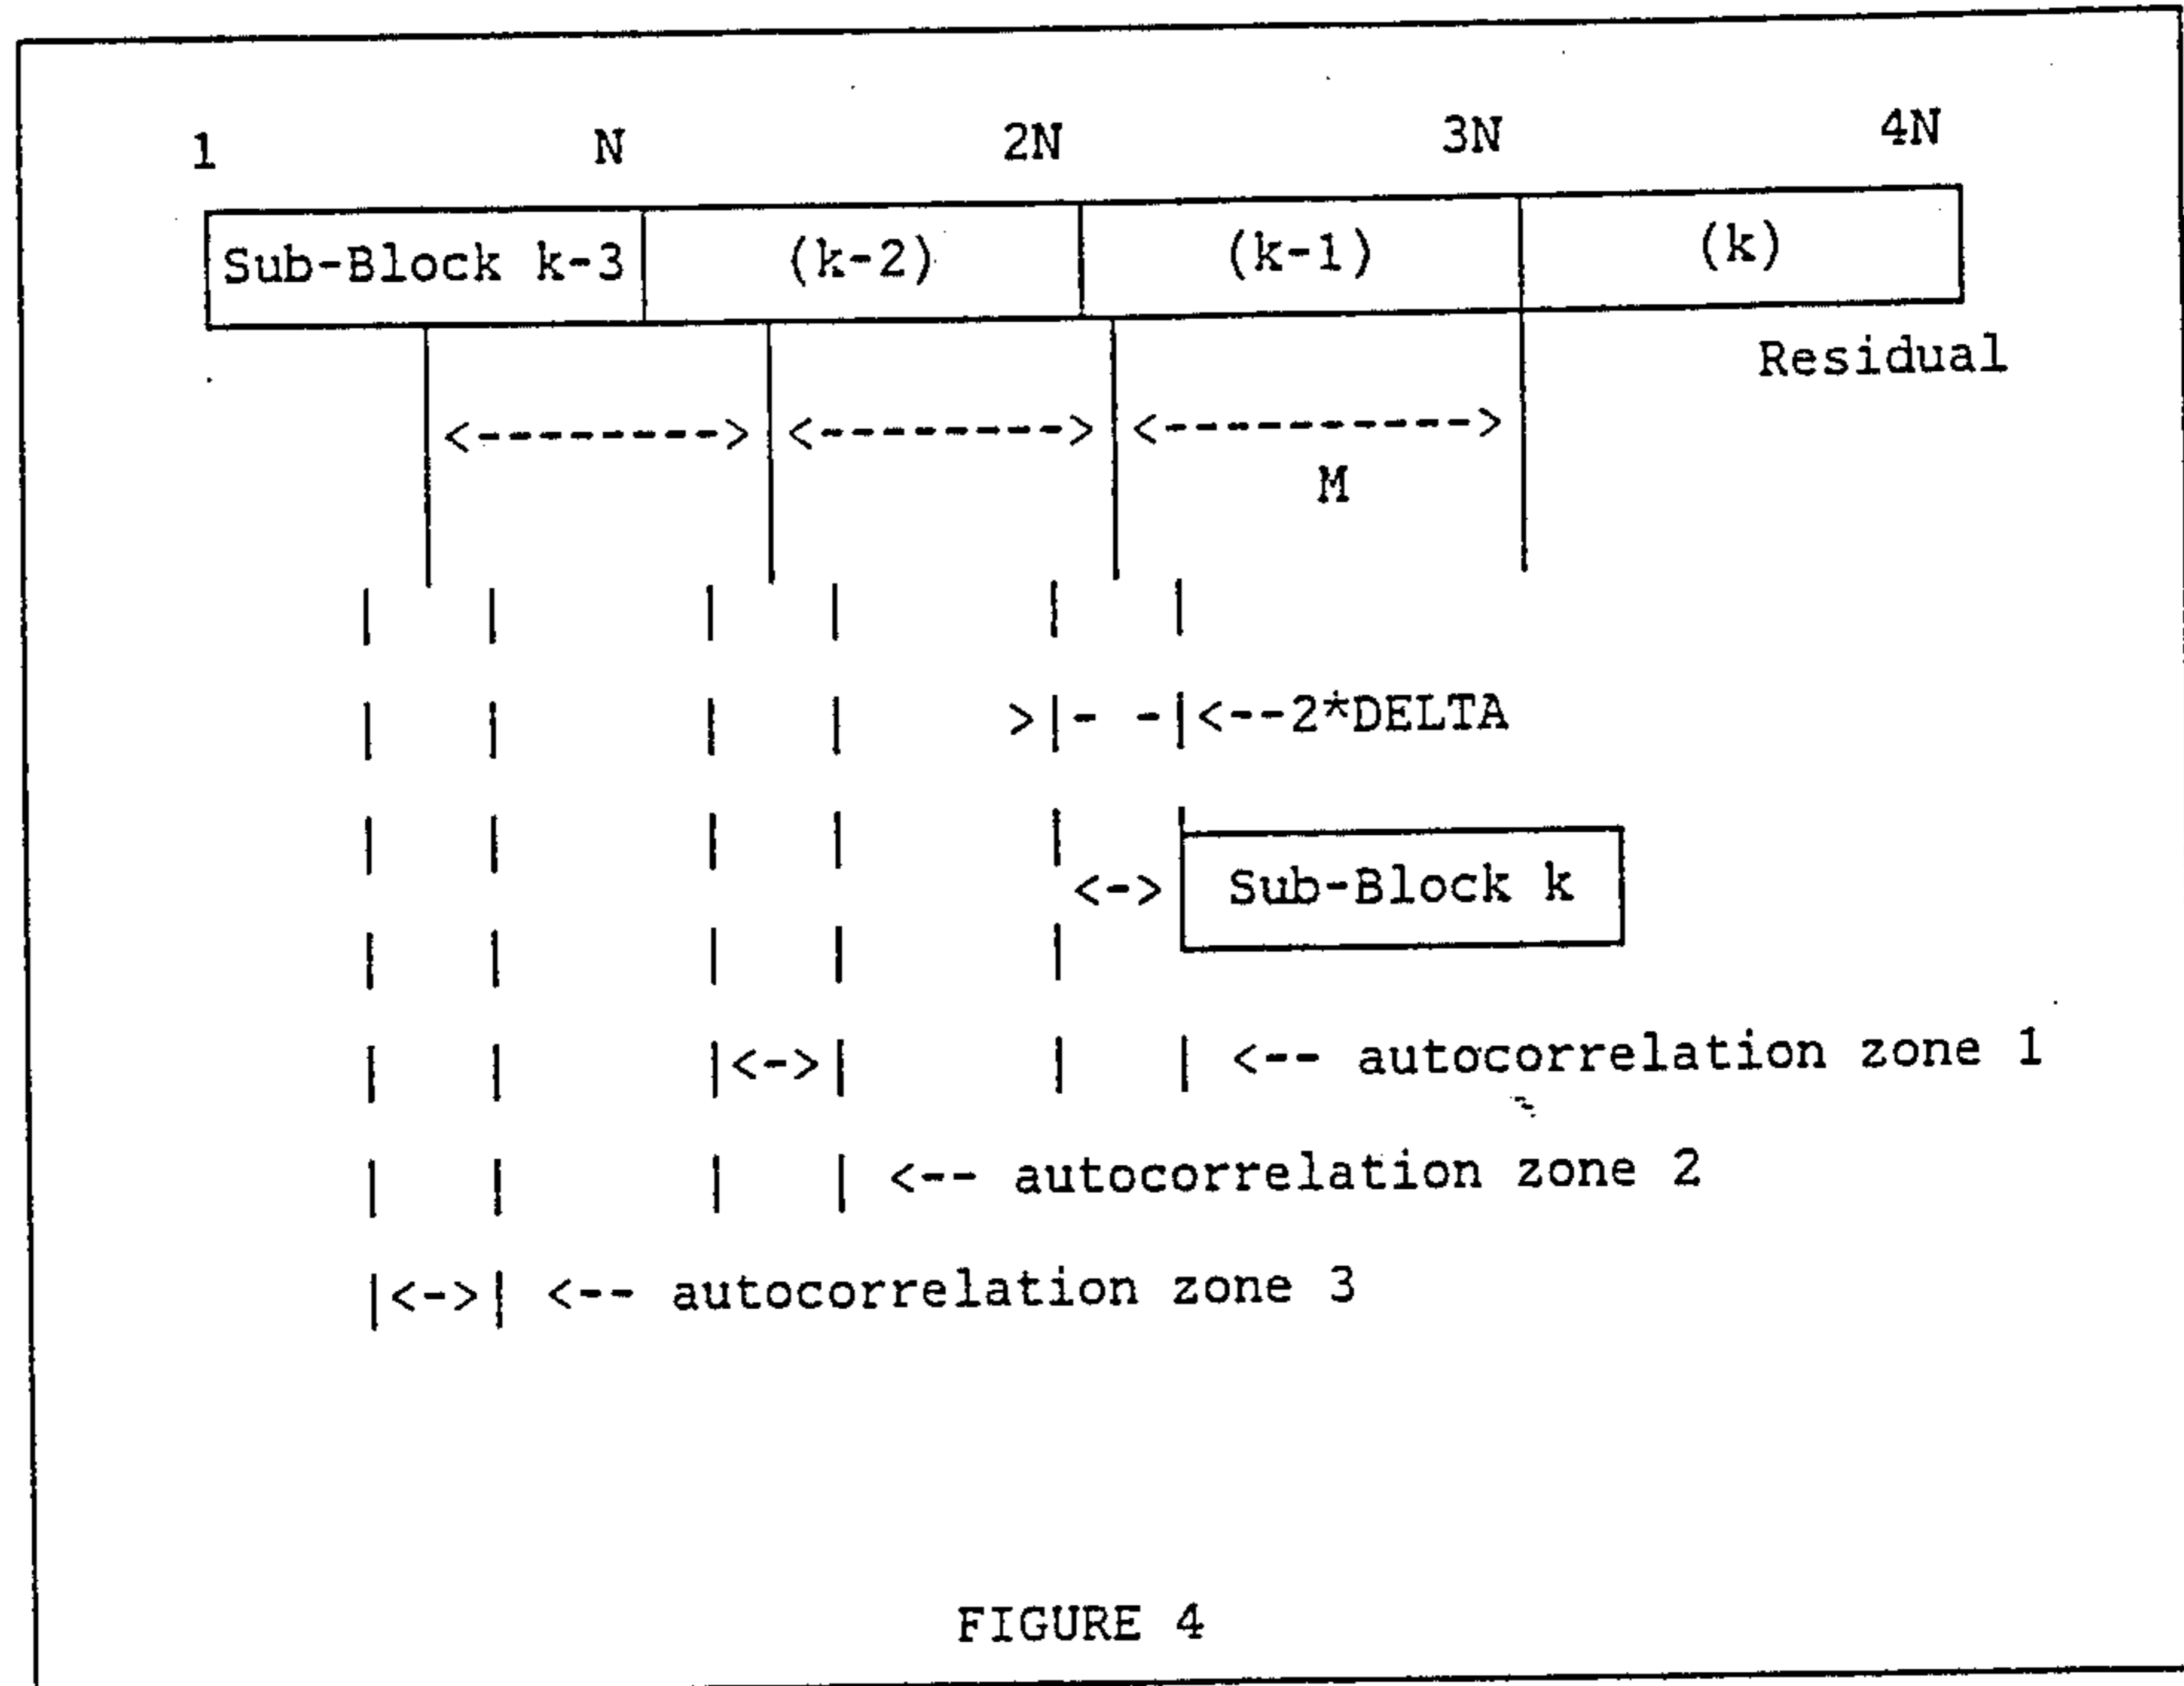 1 N 2N 3N 4N
Sub-Block k-3 (k-2) (k-1) (k)
Residual
<---------> <---------> <----------->
M
>|- -|<--2*DELTA
<-> Sub-Block k
|<->| | | <-- autocorrelation zone 1
| | <-- autocorrelation zone 2
|<->| <-- autocorrelation zone 3
FIGURE 4